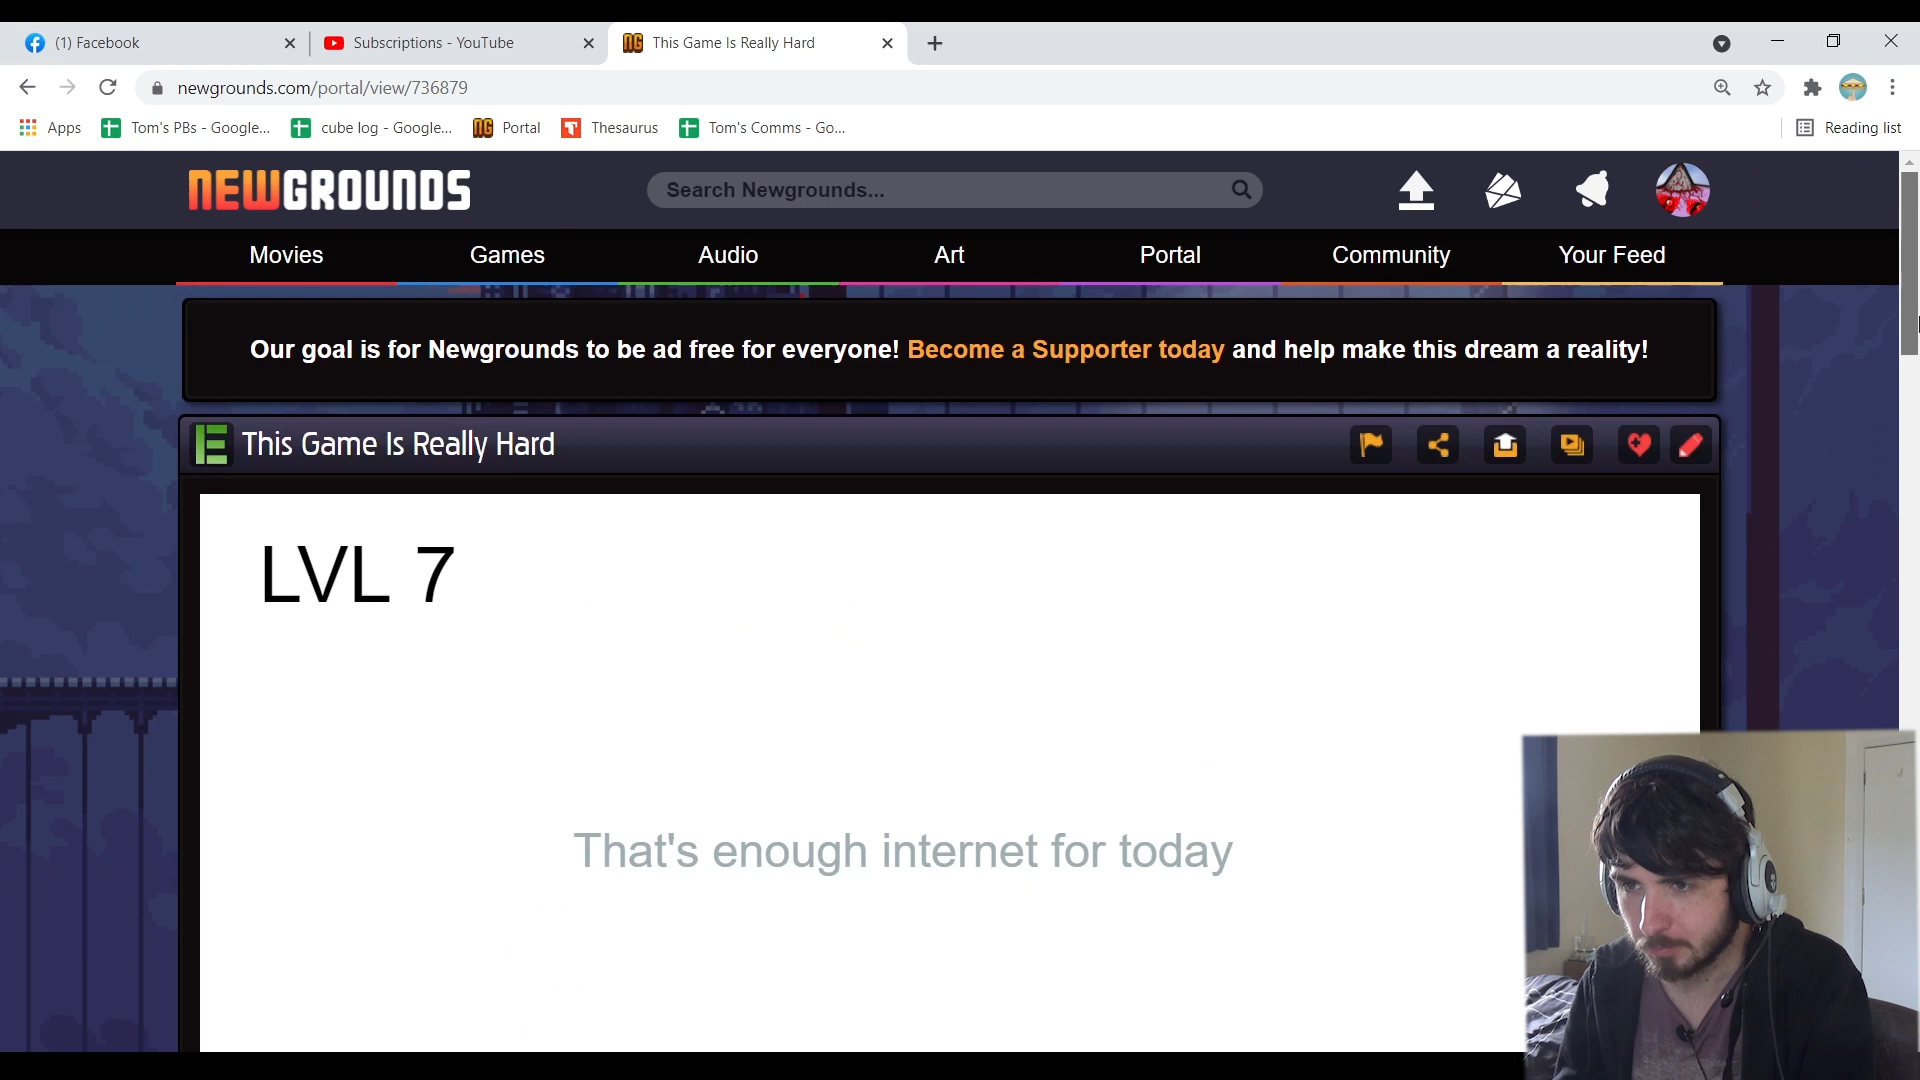 (1) Facebook
Subscriptions - YouTube
This Game Is Really Hard
newgrounds.com/portal/view/736879
Apps
Tom's PBs - Google...
cube log - Google...
NG
Portal
Thesaurus
Tom's Comms - Go...
Reading list
NEWGROUNDS
Search Newgrounds...
Movies
Games
Audio
Art
Portal
Community
Your Feed
Our goal is for Newgrounds to be ad free for everyone! Become a Supporter today and help make this dream a reality!
E This Game Is Really Hard
LVL 7
That's enough internet for today